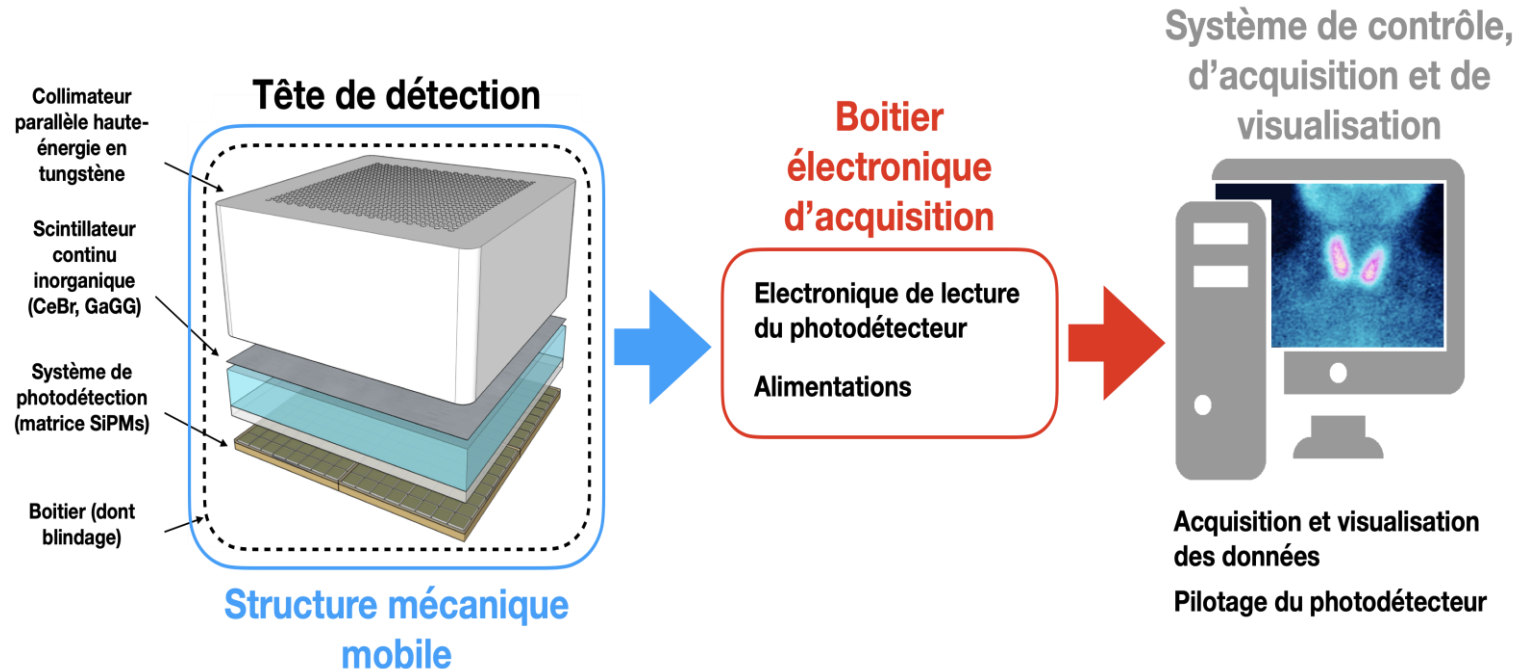 Tête de détection
Collimateur
parallèle haute-
énergie en
tungstène
Scintillateur
continu
inorganique
(CeBr, GaGG)
Système de
photodétection
(matrice SiPMs)
Boitier (dont
blindage)
Structure mécanique
mobile
Boitier
électronique
d'acquisition
Electronique de lecture
du photodétecteur
Alimentations
Système de contrôle,
d'acquisition et de
visualisation
Acquisition et visualisation
des données
Pilotage du photodétecteur